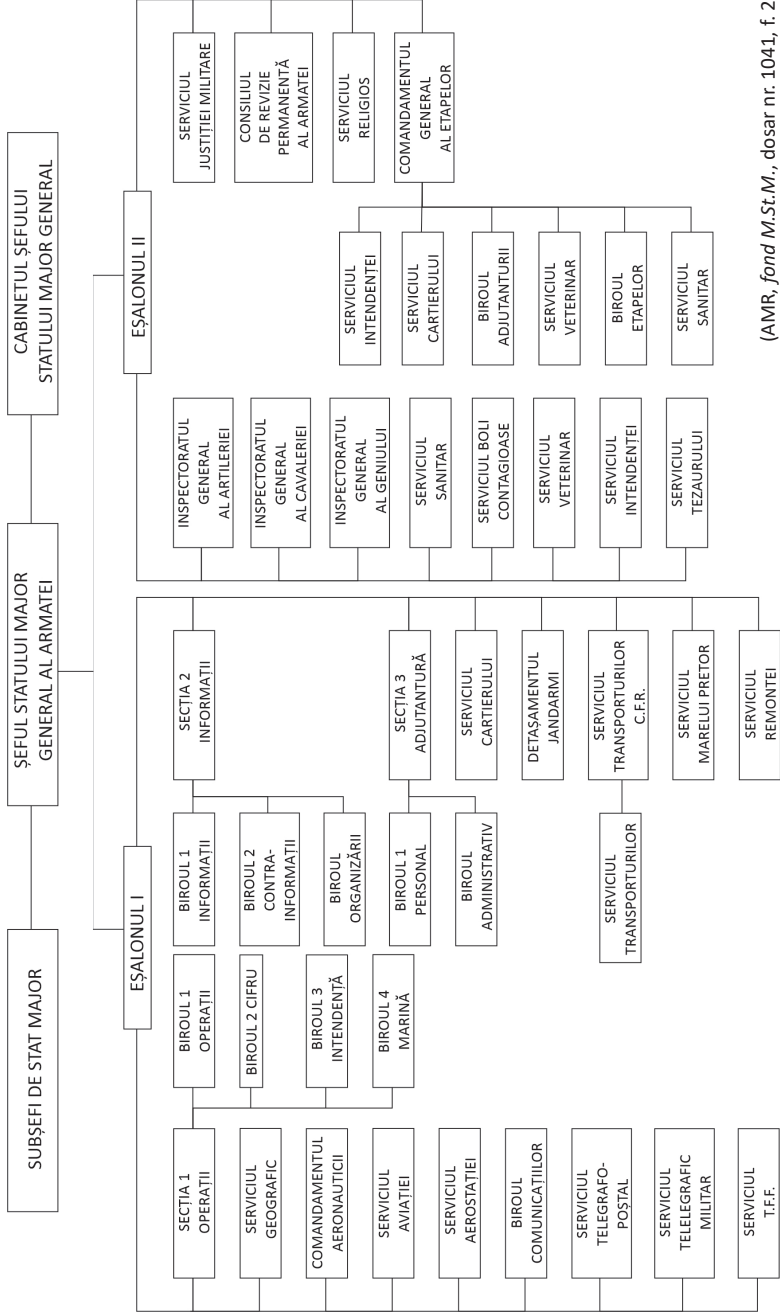 SUBȘEFI DE STAT MAJOR
ȘEFUL STATULUI MAJOR
GENERAL AL ARMATEI
CABINETUL ȘEFULUI
STATULUI MAJOR GENERAL
EȘALONUL I
EȘALONUL II
SECȚIA 1
OPERAȚII
SERVICIUL
GEOGRAFIC
COMANDAMENTUL
AERONAUTICII
SERVICIUL
AVIAȚIEI
SERVICIUL
AEROSTAȚIEI
BIROUL
COMUNICAȚIILOR
SERVICIUL
TELEGRAFO-
POȘTAL
SERVICIUL
TELELEGRAFIC
MILITAR
SERVICIUL
T.F.F.
BIROUL 1
OPERAȚII
BIROUL 2 CIFRU
BIROUL 3
INTENDENȚĂ
BIROUL 4
MARINĂ
BIROUL 1
INFORMAȚII
BIROUL 2
CONTRA-
INFORMAȚII
BIROUL
ORGANIZĂRII
BIROUL 1
PERSONAL
BIROUL
ADMINISTRATIV
SERVICIUL
TRANSPORTURILOR
SECȚIA 2
INFORMAȚII
SECȚIA 3
ADJUTANTURĂ
SERVICIUL
CARTIERULUI
DETAȘAMENTUL
JANDARMI
SERVICIUL
TRANSPORTURILOR
C.F.R.
SERVICIUL
MARELUI PRETOR
SERVICIUL
REMONTEI
INSPECTORATUL
GENERAL
AL ARTILERIEI
INSPECTORATUL
GENERAL
AL CAVALERIEI
INSPECTORATUL
GENERAL
AL GENIULUI
SERVICIUL
SANITAR
SERVICIUL BOLI
CONTAGIOASE
SERVICIUL
VETERINAR
SERVICIUL
INTENDENȚEI
SERVICIUL
TEZAURULUI
SERVICIUL
INTENDENȚEI
SERVICIUL
CARTIERULUI
BIROUL
ADJUTANTURII
SERVICIUL
VETERINAR
BIROUL
ETAPELOR
SERVICIUL
SANITAR
SERVICIUL
JUSTIȚIEI MILITARE
CONSILIUL
DE REVIZIE
PERMANENTĂ
AL ARMATEI
SERVICIUL
RELIGIOS
COMANDAMENTUL
GENERAL
AL ETAPELOR
(AMR, fond M.St.M., dosar nr. 1041, f. 2